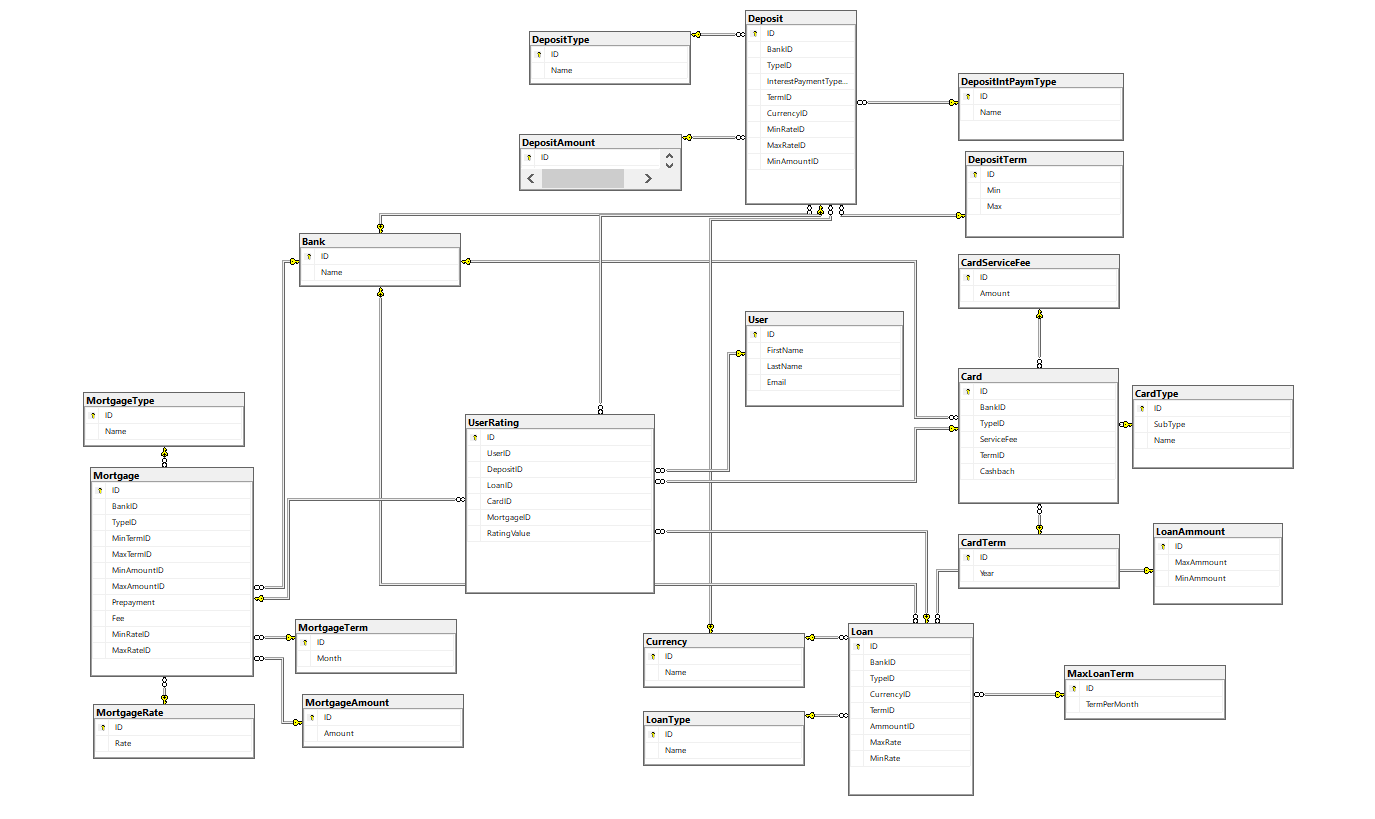 Deposit
ID
BankID
TypeID
InterestPaymentType...
TermID
CurrencyID
MinRateID
MaxRateID
MinAmountID
DepositType
ID
Name
DepositIntPaymType
ID
Name
DepositAmount
ID
DepositTerm
ID
Min
Max
Bank
ID
Name
CardServiceFee
ID
Amount
User
ID
FirstName
LastName
Email
Card
ID
BankID
TypeID
ServiceFee
TermID
Cashbach
CardType
ID
SubType
Name
MortgageType
ID
Name
UserRating
ID
UserID
DepositID
LoanID
CardID
MortgageID
RatingValue
Mortgage
ID
BankID
TypeID
MinTermID
MaxTermID
MinAmountID
MaxAmountID
Prepayment
Fee
MinRateID
MaxRateID
CardTerm
ID
Year
LoanAmmount
ID
MaxAmmount
MinAmmount
MortgageTerm
ID
Month
Currency
ID
Name
Loan
ID
BankID
TypeID
CurrencyID
TermID
AmmountID
MaxRate
MinRate
MaxLoanTerm
ID
TermPerMonth
MortgageRate
ID
Rate
MortgageAmount
ID
Amount
LoanType
ID
Name